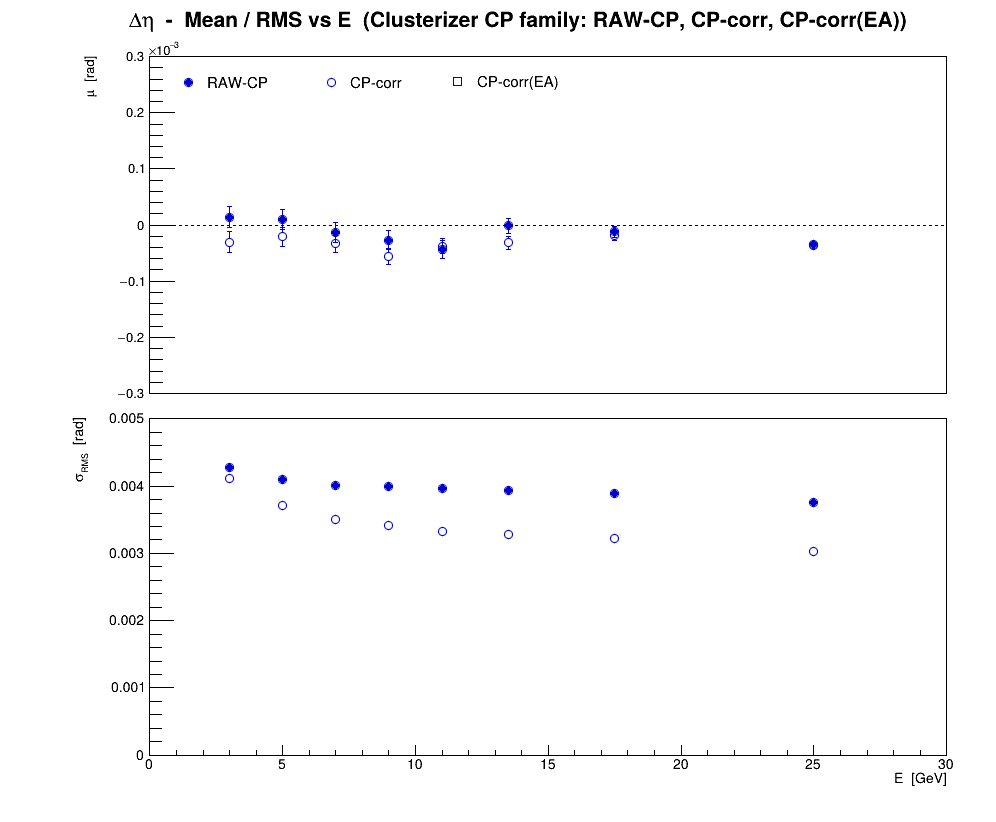 Δη - Mean / RMS vs E (Clusterizer CP family: RAW-CP, CP-corr, CP-corr(EA))
×10⁻³
μ [rad]
RAW-CP CP-corr CP-corr(EA)
0.3
0.2
0.1
0
−0.1
−0.2
−0.3
σRMS [rad]
0.005
0.004
0.003
0.002
0.001
0
0 5 10 15 20 25 30
E [GeV]